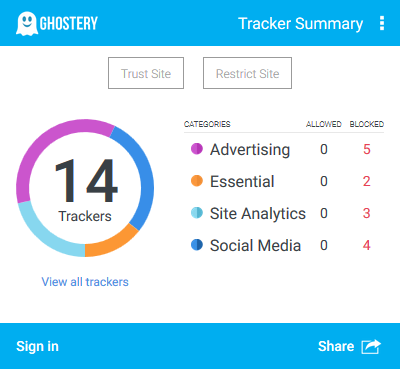 GHOSTERY
Tracker Summary
Trust Site
Restrict Site
CATEGORIES ALLOWED BLOCKED
Advertising 0 5
Essential 0 2
Site Analytics 0 3
Social Media 0 4
14
Trackers
View all trackers
Sign in
Share